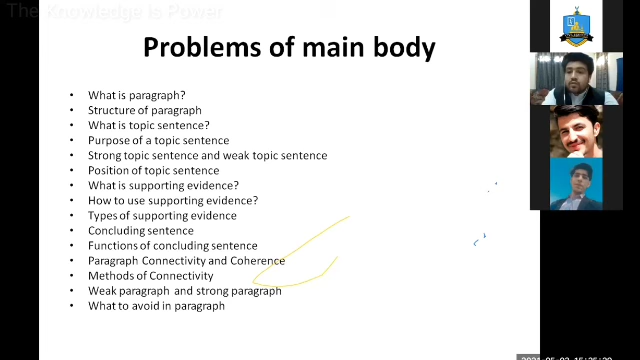 The Knowledge Is Power
Problems of main body
• What is paragraph?
• Structure of paragraph
• What is topic sentence?
• Purpose of a topic sentence
• Strong topic sentence and weak topic sentence
• Position of topic sentence
• What is supporting evidence?
• How to use supporting evidence?
• Types of supporting evidence
• Concluding sentence
• Functions of concluding sentence
• Paragraph Connectivity and Coherence
• Methods of Connectivity
• Weak paragraph and strong paragraph
• What to avoid in paragraph